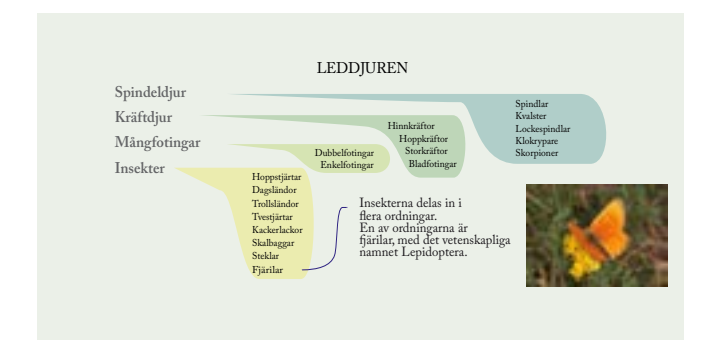 LEDDJUREN
Spindeldjur
Spindlar
Kvalster
Lockespindlar
Klokrypare
Skorpioner
Kräftdjur
Hinnkräftor
Hoppkräftor
Storkräftor
Bladfotingar
Mångfotingar
Dubbelfotingar
Enkelfotingar
Insekter
Hoppstjärtar
Dagsländor
Trollsländor
Tvestjärtar
Kackerlackor
Skalbaggar
Steklar
Fjärilar
Insekterna delas in i
flera ordningar.
En av ordningarna är
fjärilar, med det vetenskapliga
namnet Lepidoptera.